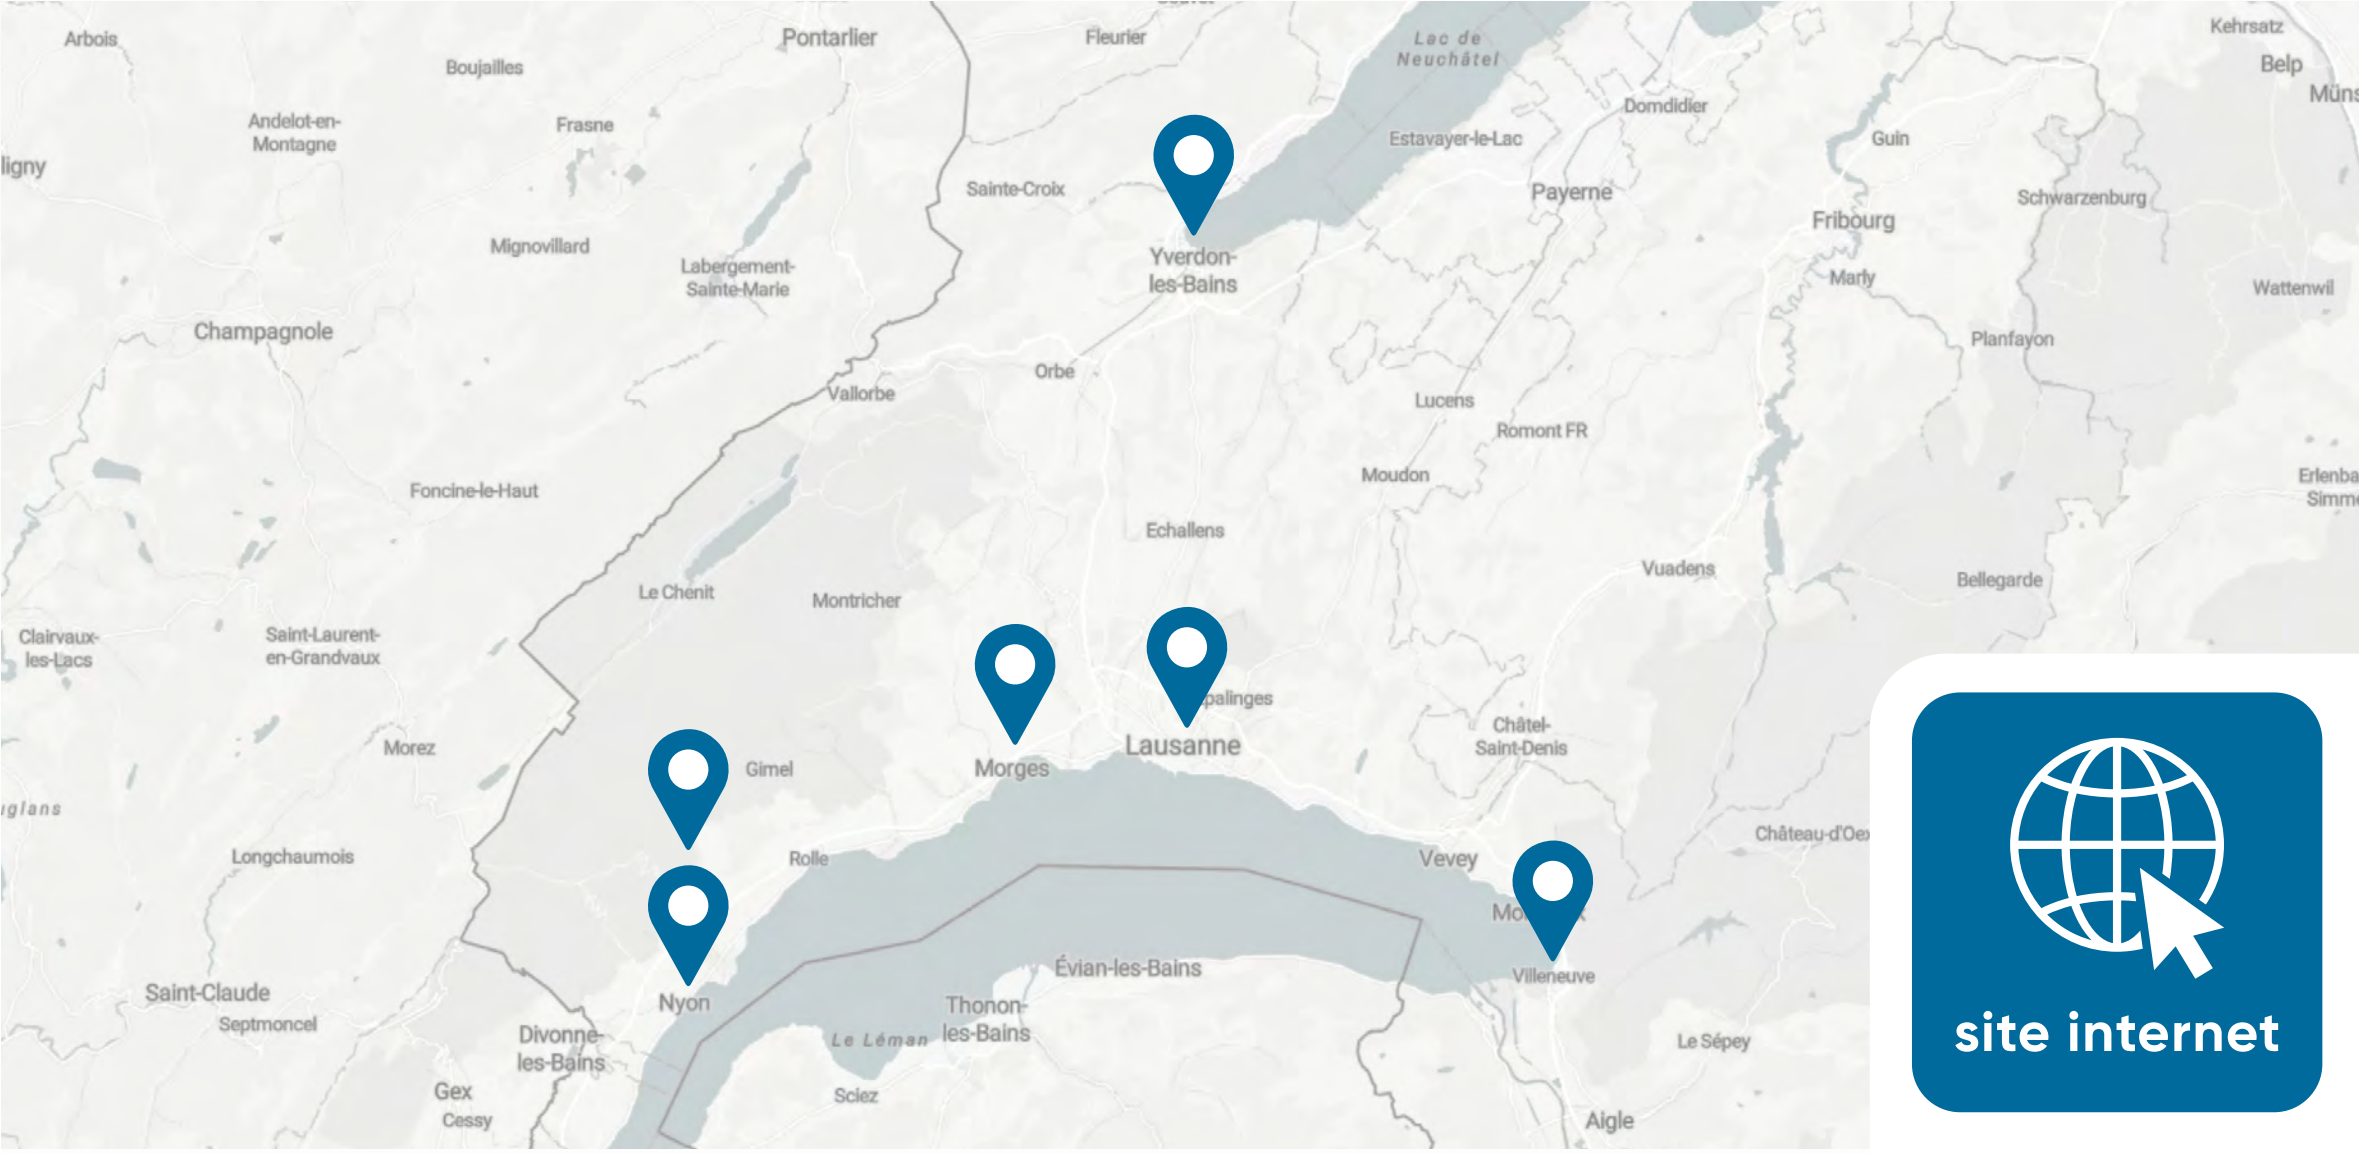 Arbois
Pontarlier
Fleurier
Lac de
Neuchâtel
Kehrsatz
Belp
Boujailles
Domdidier
Andelot-en-
Montagne
Frasne
Estavayer-le-Lac
Guin
Sainte-Croix
Payerne
Schwarzenburg
Fribourg
Mignovillard
Labergement-
Sainte-Marie
Yverdon-
les-Bains
Marly
Wattenwil
Champagnole
Planfayon
Orbe
Vallorbe
Lucens
Romont FR
Foncine-le-Haut
Moudon
Echallens
Vuadens
Bellegarde
Le Chenit
Montricher
Clairvaux-
les-Lacs
Saint-Laurent-
en-Grandvaux
palinges
Châtel-
Saint-Denis
Morez
Gimel
Morges
Lausanne
glans
Château-d'Oex
Longchaumois
Rolle
Vevey
Villeneuve
Évian-les-Bains
Saint-Claude
Septmoncel
Nyon
Thonon-
les-Bains
Divonne-
les-Bains
Le Léman
Le Sépey
Gex
Cessy
Sciez
Aigle
site internet